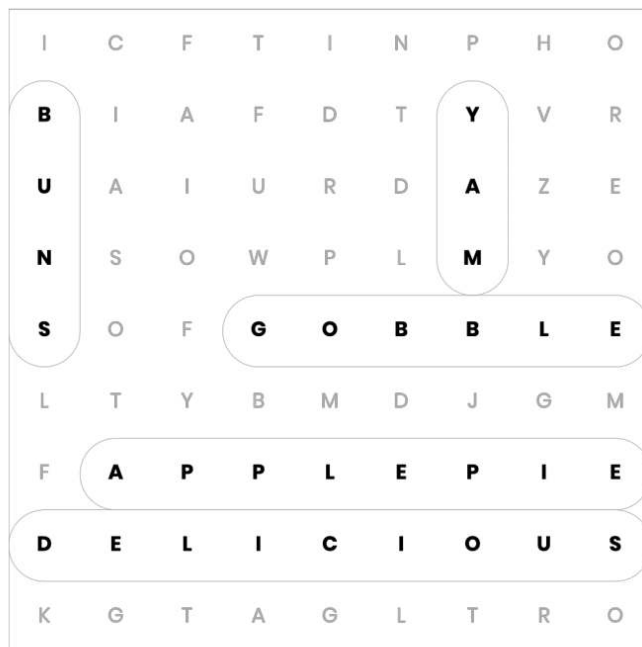 I C F T I N P H O
B I A F D T Y V R
U A I U R D A Z E
N S O W P L M Y O
S O F G O B B L E
L T Y B M D J G M
F A P P L E P I E
D E L I C I O U S
K G T A G L T R O